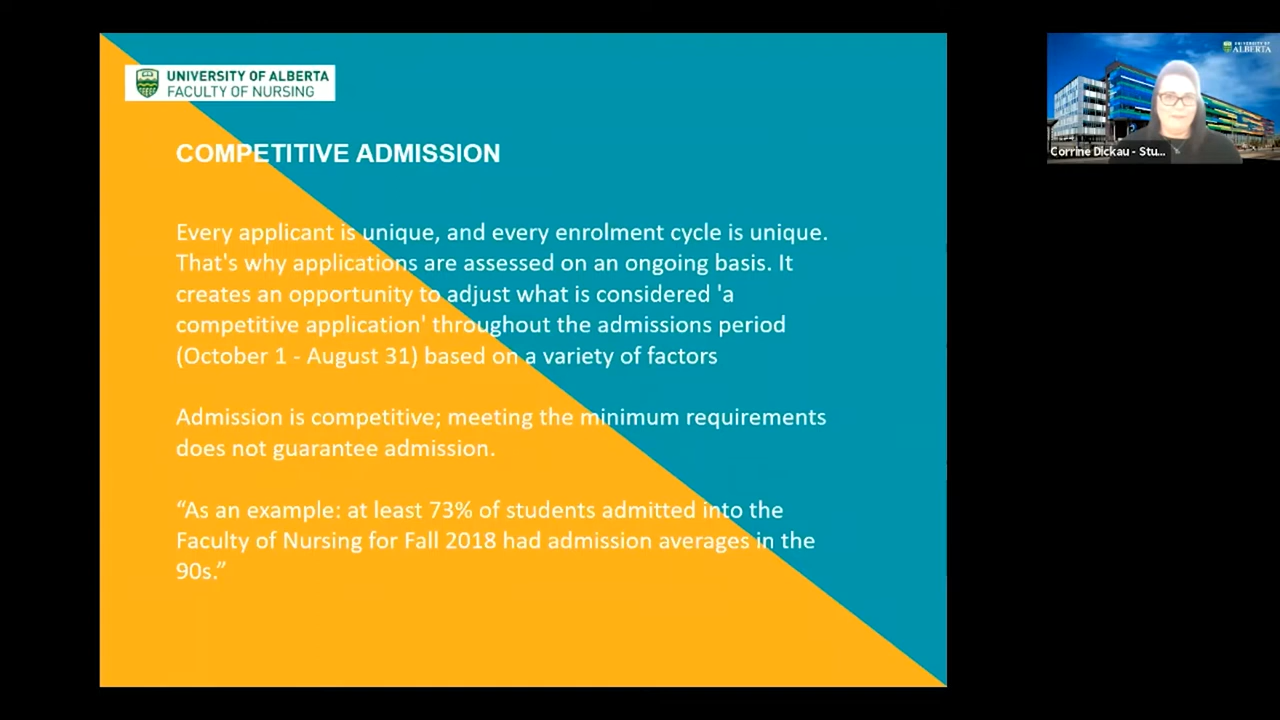 UNIVERSITY OF ALBERTA
FACULTY OF NURSING
COMPETITIVE ADMISSION
Every applicant is unique, and every enrolment cycle is unique.
That's why applications are assessed on an ongoing basis. It
creates an opportunity to adjust what is considered 'a
competitive application' throughout the admissions period
(October 1 - August 31) based on a variety of factors
Admission is competitive; meeting the minimum requirements
does not guarantee admission.
“As an example: at least 73% of students admitted into the
Faculty of Nursing for Fall 2018 had admission averages in the
90s.”
UNIVERSITY OF
ALBERTA
Corrine Dickau - Stu...